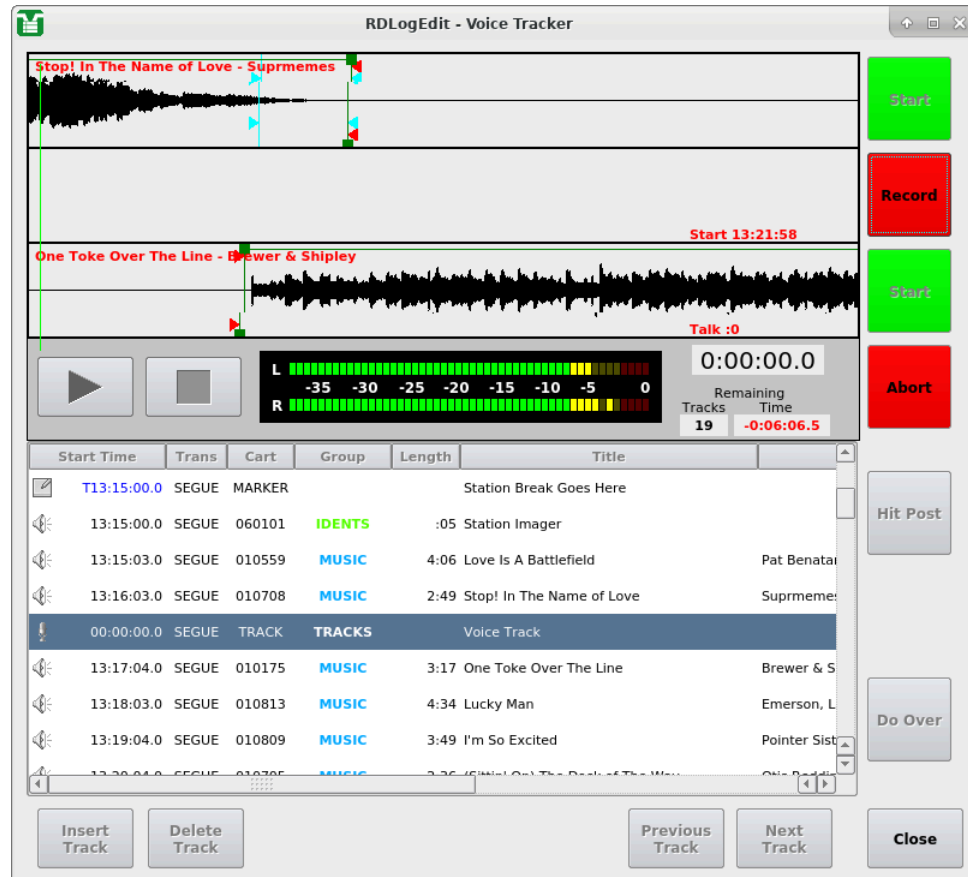 RDLogEdit - Voice Tracker
Stop! In The Name of Love - Suprmemes
Start
Record
Start 13:21:58
One Toke Over The Line - Brewer & Shipley
Start
Talk :0
L
-35 -30 -25 -20 -15 -10 -5 0
R
0:00:00.0
Remaining
Tracks Time
19 -0:06:06.5
Abort
Start Time Trans Cart Group Length Title
T13:15:00.0 SEGUE MARKER Station Break Goes Here
13:15:00.0 SEGUE 060101 IDENTS :05 Station Imager
13:15:03.0 SEGUE 010559 MUSIC 4:06 Love Is A Battlefield Pat Benatar
13:16:03.0 SEGUE 010708 MUSIC 2:49 Stop! In The Name of Love Suprmemes
00:00:00.0 SEGUE TRACK TRACKS Voice Track
13:17:04.0 SEGUE 010175 MUSIC 3:17 One Toke Over The Line Brewer & S
13:18:03.0 SEGUE 010813 MUSIC 4:34 Lucky Man Emerson, L
13:19:04.0 SEGUE 010809 MUSIC 3:49 I'm So Excited Pointer Sist
Hit Post
Do Over
Insert Track
Delete Track
Previous Track
Next Track
Close